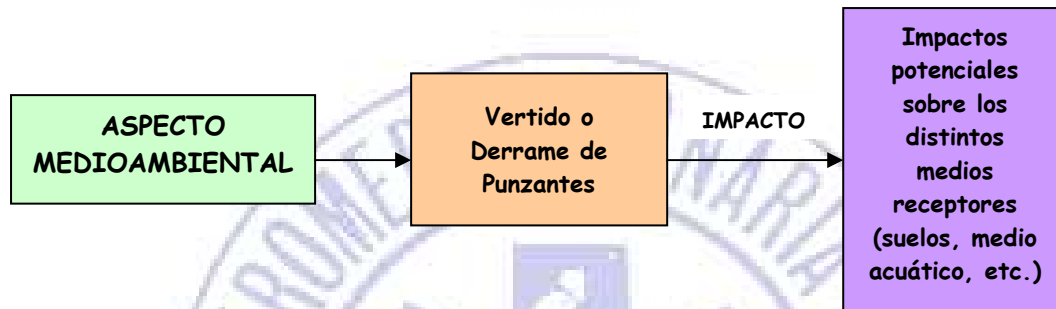 ASPECTO
MEDIOAMBIENTAL
Vertido o
Derrame de
Punzantes
IMPACTO
Impactos
potenciales
sobre los
distintos
medios
receptores
(suelos, medio
acuático, etc.)